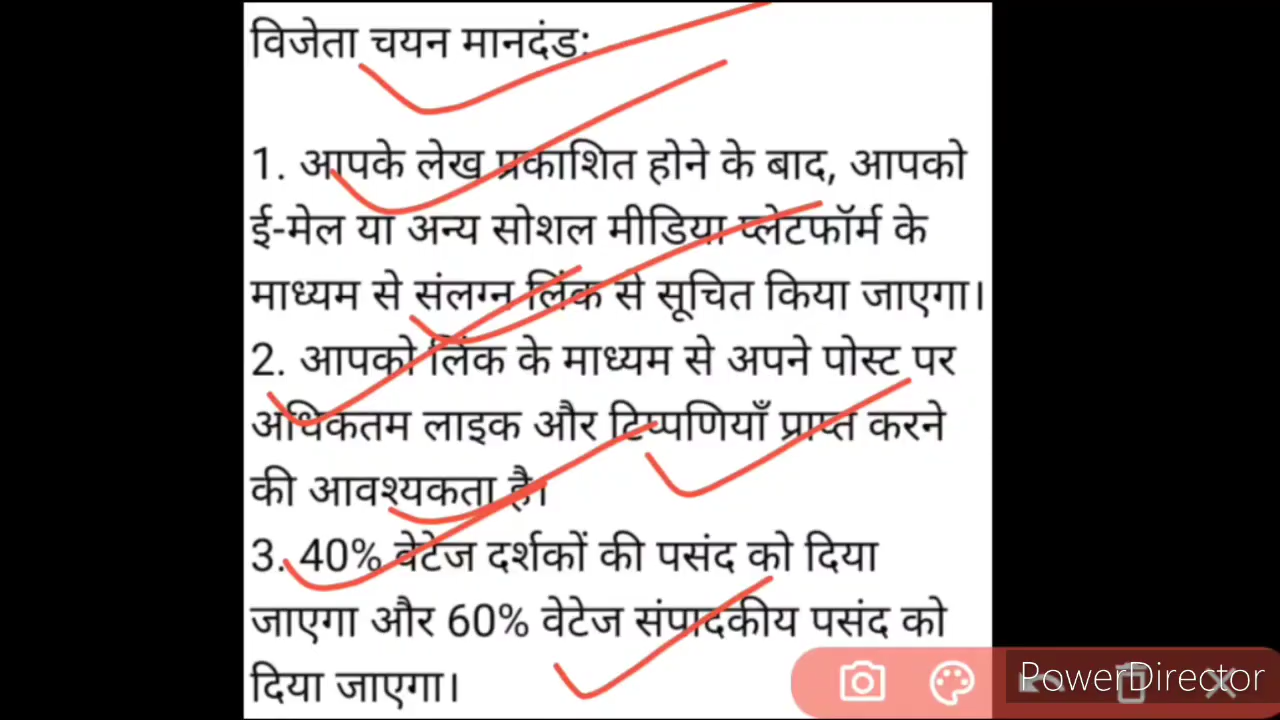 विजेता चयन मानदंड:
1. आपके लेख प्रकाशित होने के बाद, आपको
ई-मेल या अन्य सोशल मीडिया प्लेटफॉर्म के
माध्यम से संलग्न लिंक से सूचित किया जाएगा।
2. आपको लिंक के माध्यम से अपने पोस्ट पर
अधिकतम लाइक और टिप्पणियाँ प्राप्त करने
की आवश्यकता है।
3. 40% वेटेज दर्शकों की पसंद को दिया
जाएगा और 60% वेटेज संपादकीय पसंद को
दिया जाएगा।
PowerDirector